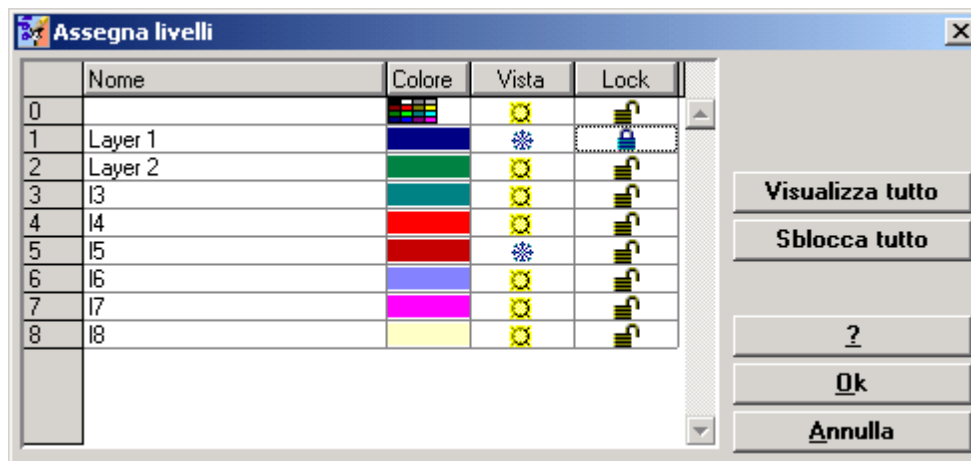 Assegna livelli
Nome Colore Vista Lock
0
1 Layer 1
2 Layer 2
3 l3
4 l4
5 l5
6 l6
7 l7
8 l8
Visualizza tutto
Sblocca tutto
?
Ok
Annulla